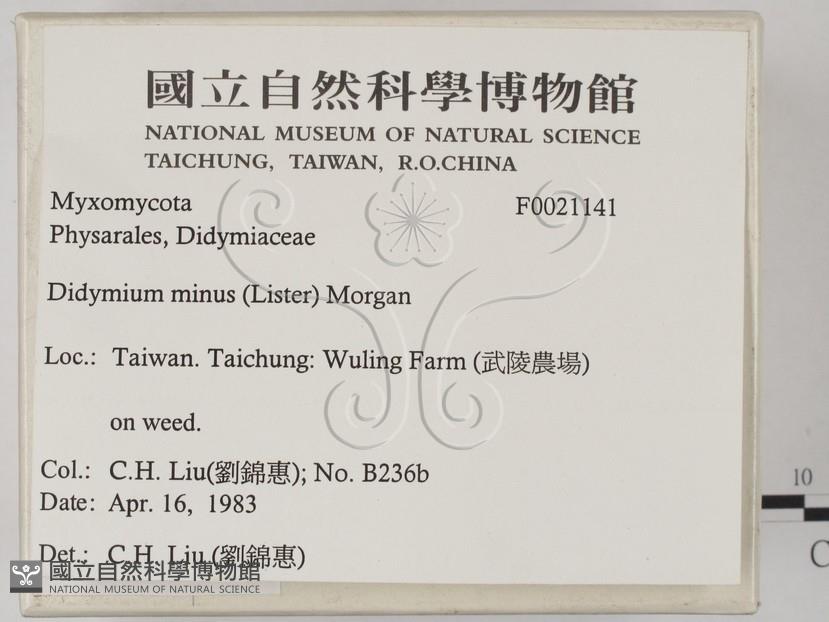 國立自然科學博物館
NATIONAL MUSEUM OF NATURAL SCIENCE
TAICHUNG, TAIWAN, R.O.CHINA
Myxomycota F0021141
Physarales, Didymiaceae
Didymium minus (Lister) Morgan
Loc.: Taiwan. Taichung: Wuling Farm (武陵農場)
on weed.
Col.: C.H. Liu(劉錦惠); No. B236b
Date: Apr. 16, 1983
Det.: C.H. Liu (劉錦惠)
國立自然科學博物館
NATIONAL MUSEUM OF NATURAL SCIENCE
10
C